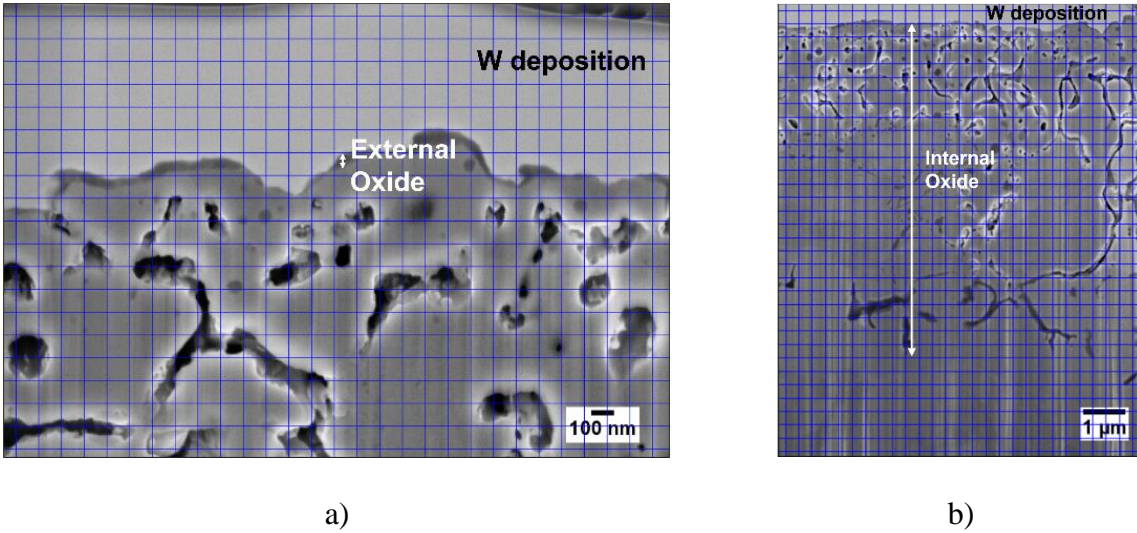 W deposition
External
Oxide
100 nm
W deposition
Internal
Oxide
1 µm
a)
b)